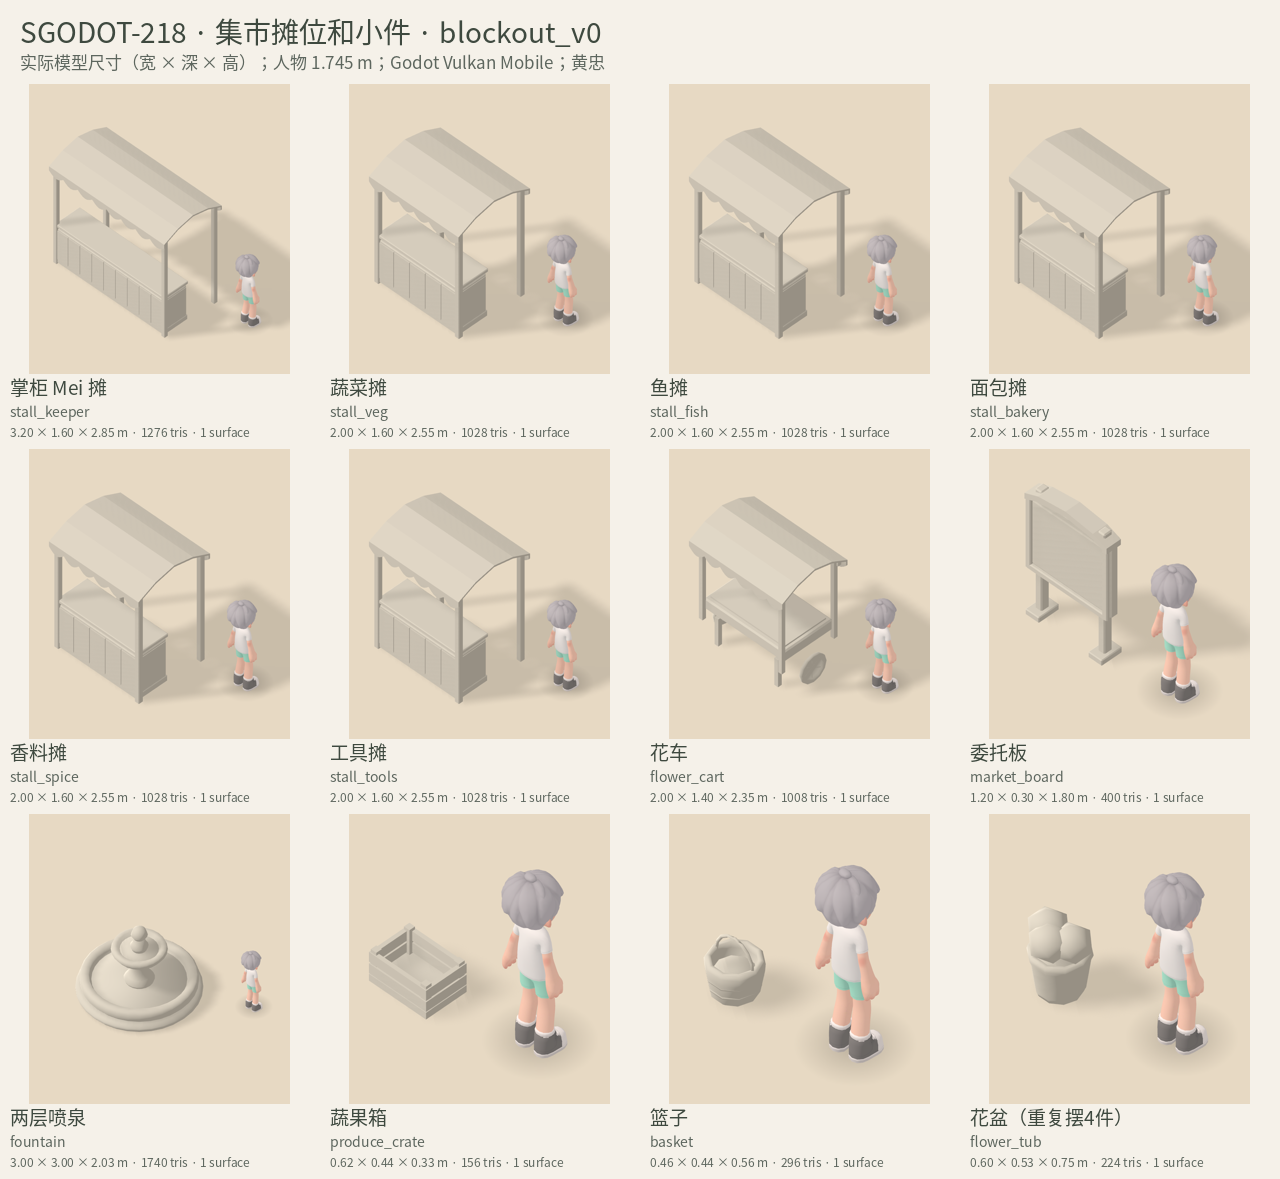 SGODOT-218 · 集市摊位和小件 · blockout_v0
实际模型尺寸（宽 × 深 × 高）；人物 1.745 m；Godot Vulkan Mobile；黄忠
掌柜 Mei 摊
stall_keeper
3.20 × 1.60 × 2.85 m · 1276 tris · 1 surface
蔬菜摊
stall_veg
2.00 × 1.60 × 2.55 m · 1028 tris · 1 surface
鱼摊
stall_fish
2.00 × 1.60 × 2.55 m · 1028 tris · 1 surface
面包摊
stall_bakery
2.00 × 1.60 × 2.55 m · 1028 tris · 1 surface
香料摊
stall_spice
2.00 × 1.60 × 2.55 m · 1028 tris · 1 surface
工具摊
stall_tools
2.00 × 1.60 × 2.55 m · 1028 tris · 1 surface
花车
flower_cart
2.00 × 1.40 × 2.35 m · 1008 tris · 1 surface
委托板
market_board
1.20 × 0.30 × 1.80 m · 400 tris · 1 surface
两层喷泉
fountain
3.00 × 3.00 × 2.03 m · 1740 tris · 1 surface
蔬果箱
produce_crate
0.62 × 0.44 × 0.33 m · 156 tris · 1 surface
篮子
basket
0.46 × 0.44 × 0.56 m · 296 tris · 1 surface
花盆（重复摆4件）
flower_tub
0.60 × 0.53 × 0.75 m · 224 tris · 1 surface